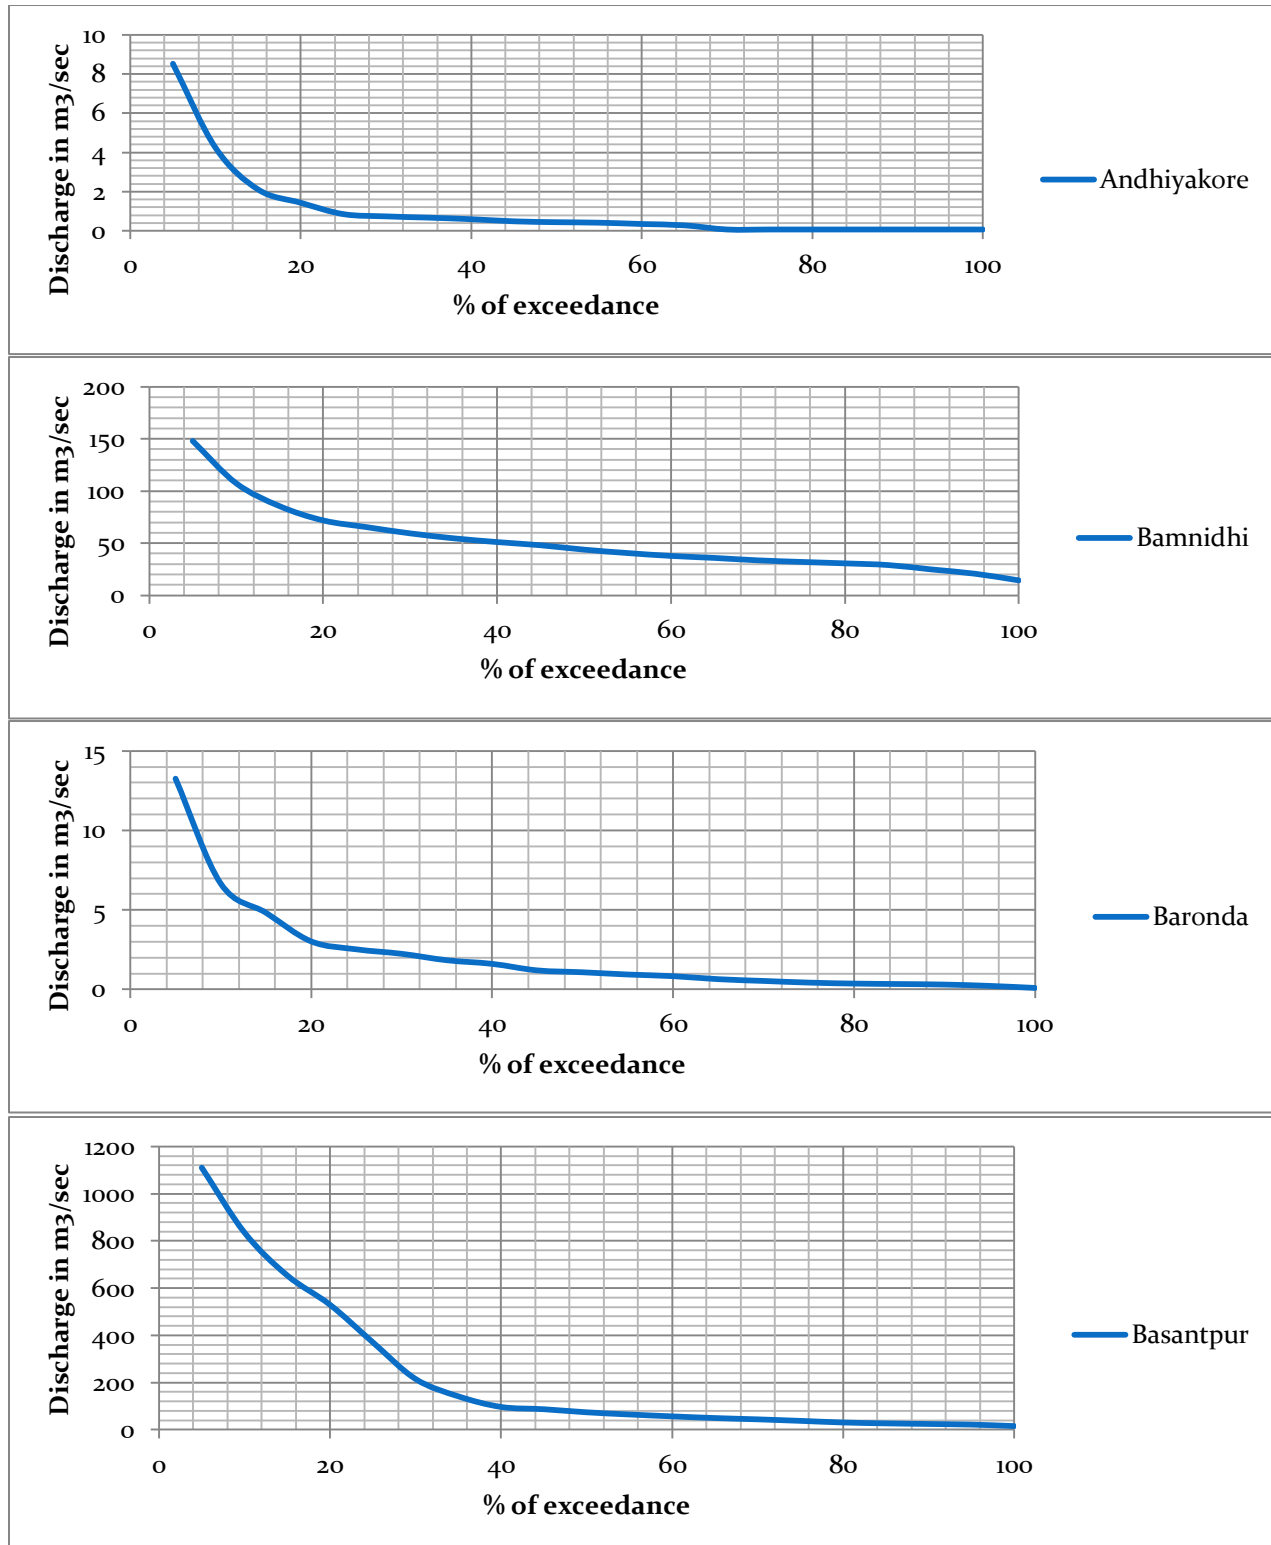 Discharge in m3/sec
10
8
6
4
2
0
0 20 40 60 80 100
% of exceedance
Andhiyakore
Discharge in m3/sec
200
150
100
50
0
0 20 40 60 80 100
% of exceedance
Bamnidhi
Discharge in m3/sec
15
10
5
0
0 20 40 60 80 100
% of exceedance
Baronda
Discharge in m3/sec
1200
1000
800
600
400
200
0
0 20 40 60 80 100
% of exceedance
Basantpur